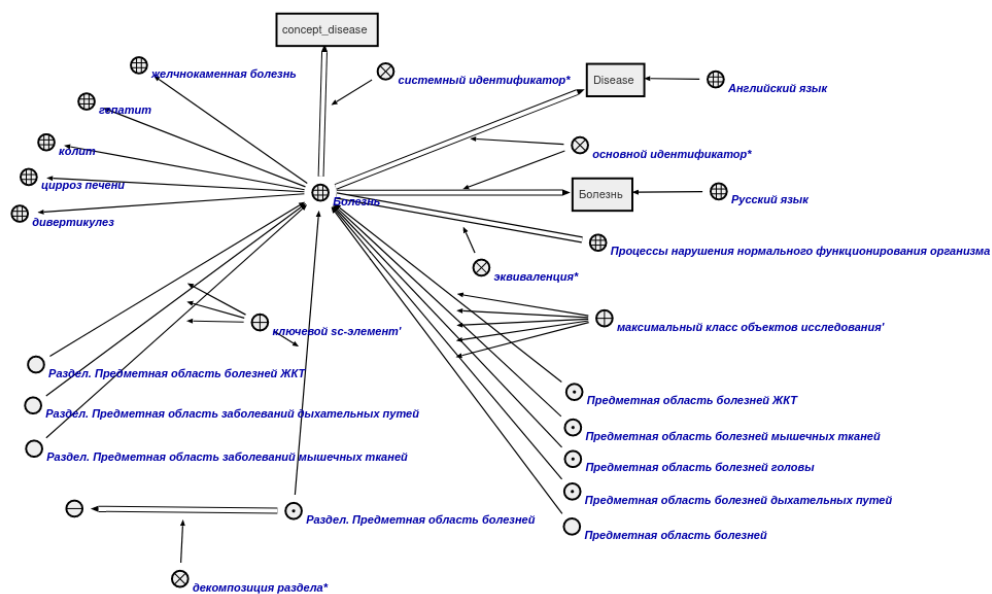 concept_disease
желчнокаменная болезнь
системный идентификатор*
Disease
Английский язык
гепатит
колит
основной идентификатор*
цирроз печени
Болезнь
Болезнь
Русский язык
дивертикулез
Процессы нарушения нормального функционирования организма
эквиваленция*
ключевой sc-элемент'
максимальный класс объектов исследования'
Раздел. Предметная область болезней ЖКТ
Предметная область болезней ЖКТ
Раздел. Предметная область заболеваний дыхательных путей
Предметная область болезней мышечных тканей
Раздел. Предметная область заболеваний мышечных тканей
Предметная область болезней головы
Предметная область болезней дыхательных путей
Раздел. Предметная область болезней
Предметная область болезней
декомпозиция раздела*